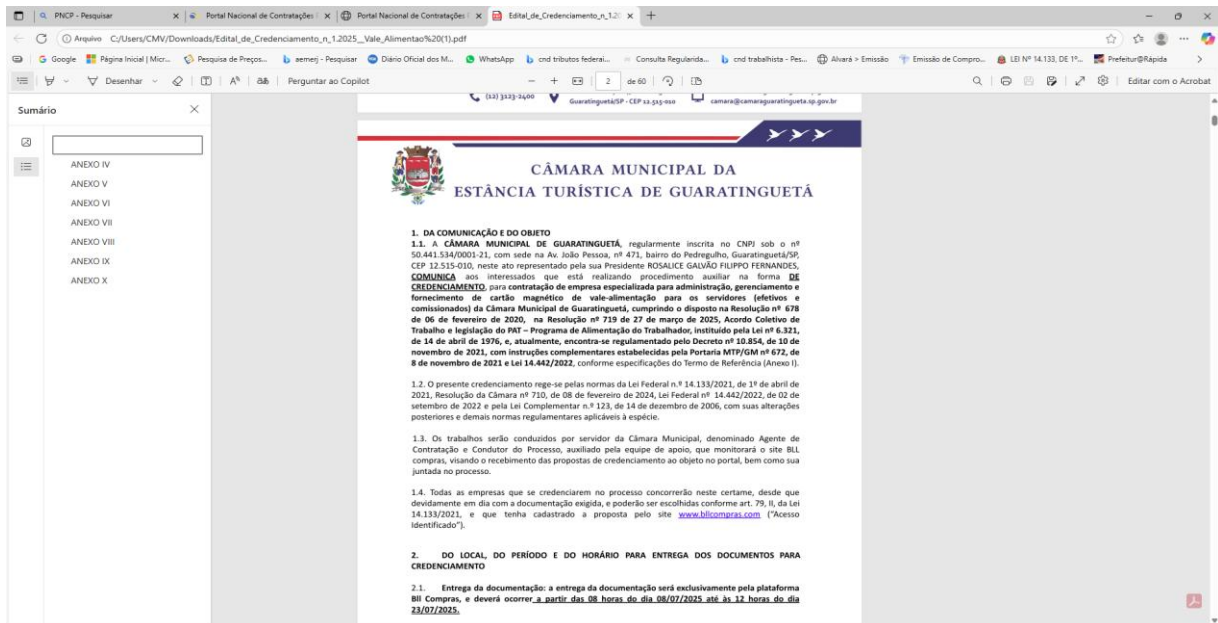 PNCP - Pesquisar
Portal Nacional de Contratações
Portal Nacional de Contratações
Edital_de_Credenciamento_n_1.20
Arquivo C:/Users/CMV/Downloads/Edital_de_Credenciamento_n_1.2025__Vale_Alimentao%20(1).pdf
Google
Página Inicial | Micr...
Pesquisa de Preços...
aemerj - Pesquisar
Diário Oficial dos M...
WhatsApp
cnd tributos federai...
Consulta Regularida...
cnd trabalhista - Pes...
Alvará > Emissão
Emissão de Compro...
LEI Nº 14.133, DE 1º...
Prefeitur@Rápida
Desenhar
Perguntar ao Copilot
2 de 60
Editar com o Acrobat
Sumário
ANEXO IV
ANEXO V
ANEXO VI
ANEXO VII
ANEXO VIII
ANEXO IX
ANEXO X
(12) 3123-2400
Guaratinguetá/SP - CEP 12.515-010
camara@camaraguaratingueta.sp.gov.br
CÂMARA MUNICIPAL DA
ESTÂNCIA TURÍSTICA DE GUARATINGUETÁ
1. DA COMUNICAÇÃO E DO OBJETO
1.1. A CÂMARA MUNICIPAL DE GUARATINGUETÁ, regularmente inscrita no CNPJ sob o nº
50.441.534/0001-21, com sede na Av. João Pessoa, nº 471, bairro do Pedregulho, Guaratinguetá/SP,
CEP 12.515-010, neste ato representado pela sua Presidente ROSALICE GALVÃO FILIPPO FERNANDES,
COMUNICA aos interessados que está realizando procedimento auxiliar na forma DE
CREDENCIAMENTO, para contratação de empresa especializada para administração, gerenciamento e
fornecimento de cartão magnético de vale-alimentação para os servidores (efetivos e
comissionados) da Câmara Municipal de Guaratinguetá, cumprindo o disposto na Resolução nº 678
de 06 de fevereiro de 2020, na Resolução nº 719 de 27 de março de 2025, Acordo Coletivo de
Trabalho e legislação do PAT – Programa de Alimentação do Trabalhador, instituído pela Lei nº 6.321,
de 14 de abril de 1976, e, atualmente, encontra-se regulamentado pelo Decreto nº 10.854, de 10 de
novembro de 2021, com instruções complementares estabelecidas pela Portaria MTP/GM nº 672, de
8 de novembro de 2021 e Lei 14.442/2022, conforme especificações do Termo de Referência (Anexo I).
1.2. O presente credenciamento rege-se pelas normas da Lei Federal n.º 14.133/2021, de 1º de abril de
2021, Resolução da Câmara nº 710, de 08 de fevereiro de 2024, Lei Federal nº 14.442/2022, de 02 de
setembro de 2022 e pela Lei Complementar n.º 123, de 14 de dezembro de 2006, com suas alterações
posteriores e demais normas regulamentares aplicáveis à espécie.
1.3. Os trabalhos serão conduzidos por servidor da Câmara Municipal, denominado Agente de
Contratação e Condutor do Processo, auxiliado pela equipe de apoio, que monitorará o site BLL
compras, visando o recebimento das propostas de credenciamento ao objeto no portal, bem como sua
juntada no processo.
1.4. Todas as empresas que se credenciarem no processo concorrerão neste certame, desde que
devidamente em dia com a documentação exigida, e poderão ser escolhidas conforme art. 79, II, da Lei
14.133/2021, e que tenha cadastrado a proposta pelo site www.bllcompras.com ("Acesso
Identificado").
2. DO LOCAL, DO PERÍODO E DO HORÁRIO PARA ENTREGA DOS DOCUMENTOS PARA
CREDENCIAMENTO
2.1. Entrega da documentação: a entrega da documentação será exclusivamente pela plataforma
Bll Compras, e deverá ocorrer a partir das 08 horas do dia 08/07/2025 até às 12 horas do dia
23/07/2025.